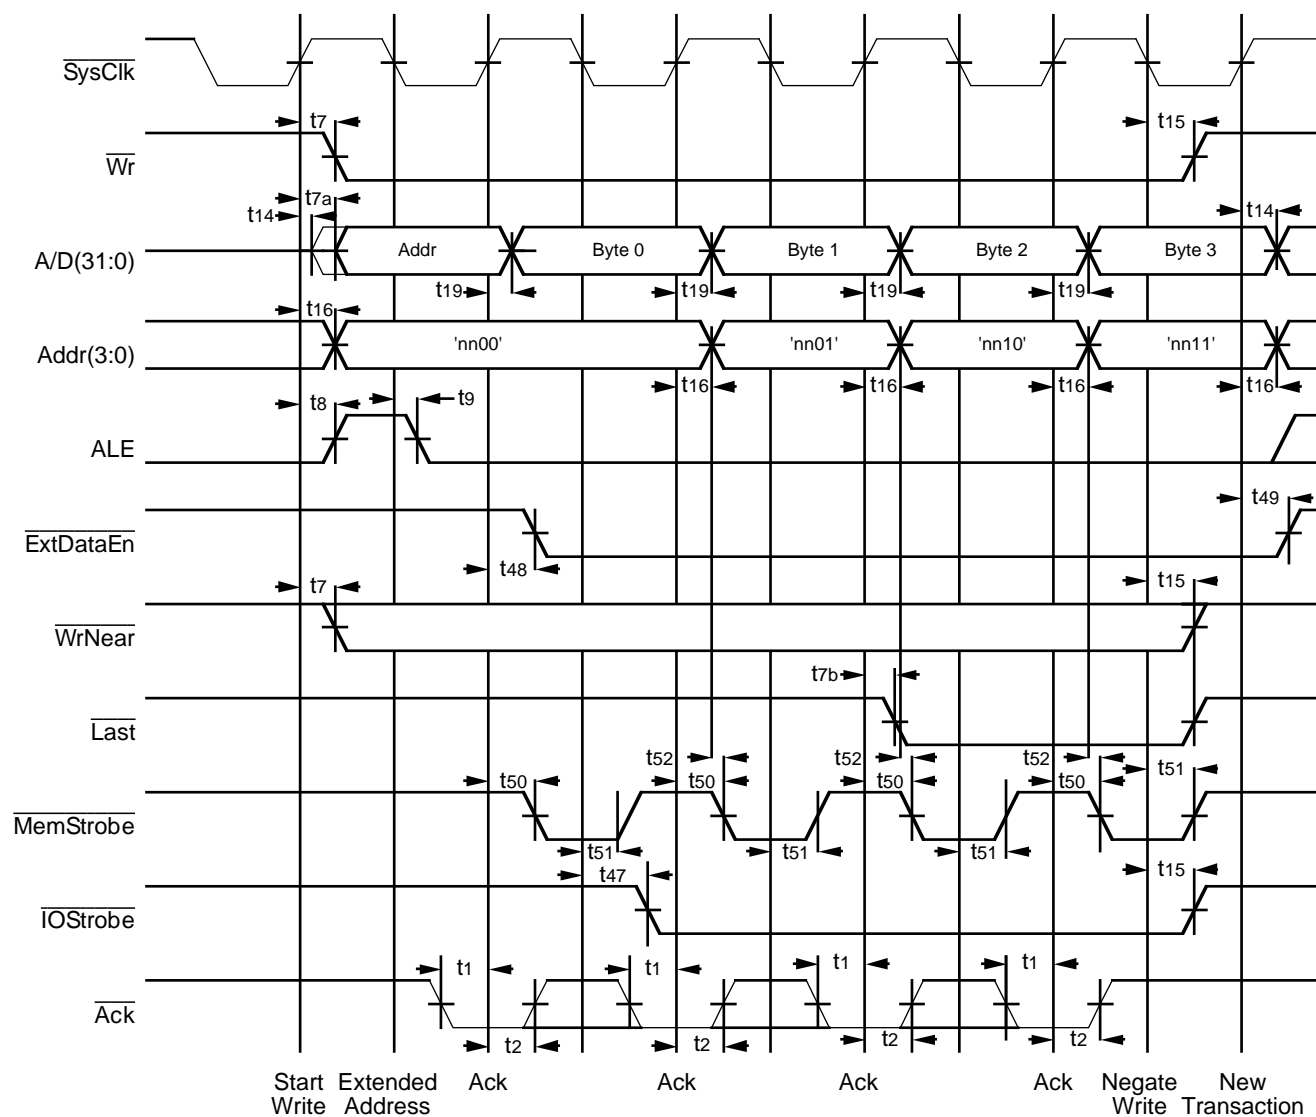 SysClk
t7
t15
Wr
t7a
t14
t14
Addr
Byte 0
Byte 1
Byte 2
Byte 3
A/D(31:0)
t19
t19
t19
t19
t16
'nn00'
'nn01'
'nn10'
'nn11'
Addr(3:0)
t16
t16
t16
t16
t8
t9
ALE
t49
ExtDataEn
t48
t7
t15
WrNear
t7b
Last
t52
t52
t52
t50
t50
t50
t50
t51
MemStrobe
t51
t51
t51
t47
t15
IOStrobe
t1
t1
t1
t1
Ack
t2
t2
t2
t2
Start Extended Ack Ack Ack Ack Negate New
Write Address Write Transaction